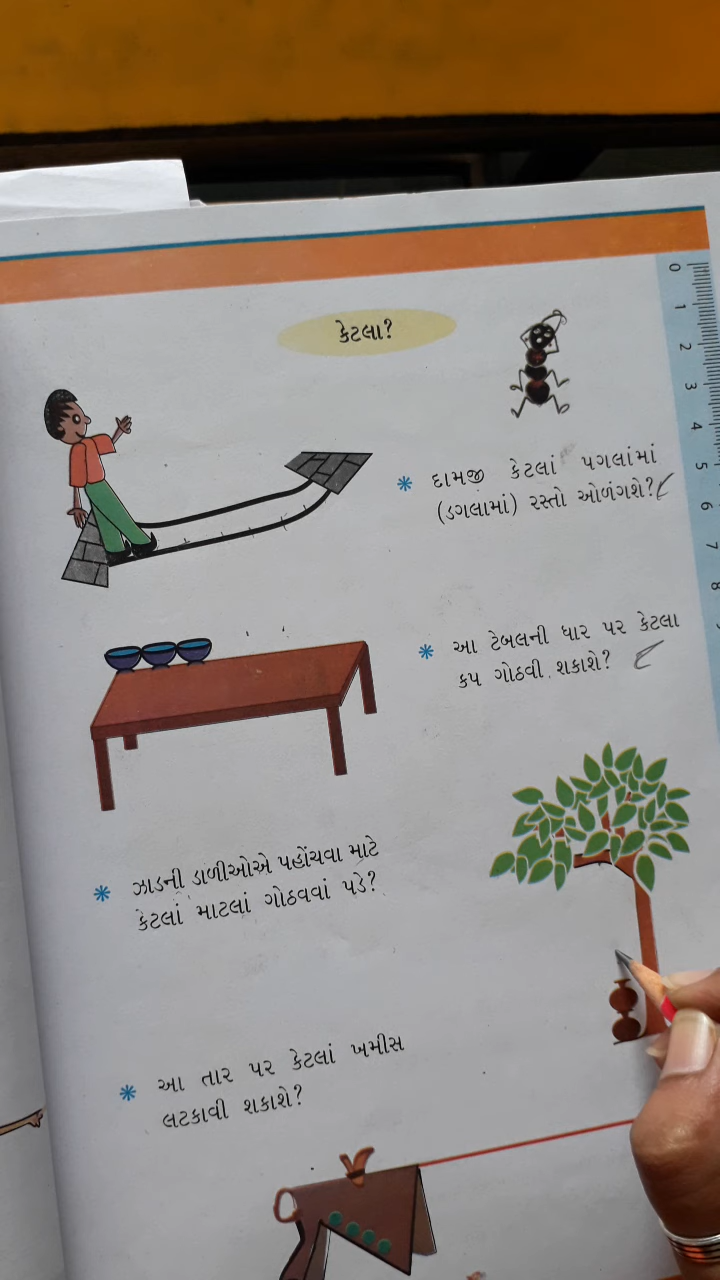 કેટલા?
0 1 2 3 4 5 6 7 8
* દામજી કેટલાં પગલાંમાં
(ડગલામાં) રસ્તો ઓળંગશે?
* આ ટેબલની ધાર પર કેટલા
કપ ગોઠવી શકાશે?
* ઝાડની ડાળીઓએ પહોંચવા માટે
કેટલાં માટલાં ગોઠવવાં પડે?
* આ તાર પર કેટલાં ખમીસ
લટકાવી શકાશે?